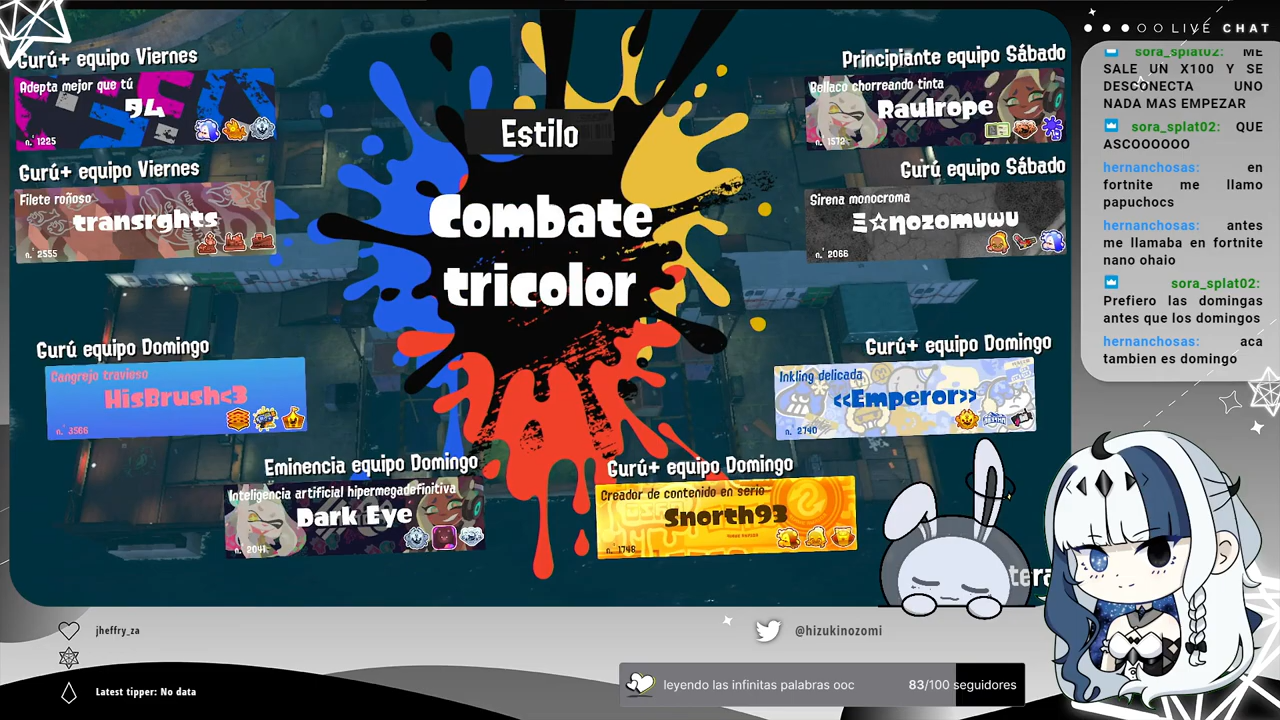 Gurú+ equipo Viernes
Adepta mejor que tú
94
n.° 1225
Gurú+ equipo Viernes
Filete roñoso
transrghts
n.° 2555
Estilo
Combate
tricolor
Principiante equipo Sábado
Bellaco chorreando tinta
Raulrope
n.° 1572
Gurú equipo Sábado
Sirena monocroma
Ξ☆nozomuwu
n.° 2066
Gurú equipo Domingo
Cangrejo travieso
HisBrush<3
n.° 3566
Gurú+ equipo Domingo
Inkling delicada
<<Emperor>>
n.° 2740
Eminencia equipo Domingo
Inteligencia artificial hipermegadefinitiva
Dark Eye
n.° 2041
Gurú+ equipo Domingo
Creador de contenido en serio
Snorth93
n.° 1748
LIVE CHAT
sora_splat02: ME
SALE UN X100 Y SE
DESCONECTA UNO
NADA MAS EMPEZAR
sora_splat02: QUE
ASCOOOOO
hernanchosas: en
fortnite me llamo
papuchocs
hernanchosas: antes
me llamaba en fortnite
nano ohaio
sora_splat02:
Prefiero las domingas
antes que los domingos
hernanchosas: aca
tambien es domingo
jheffry_za
Latest tipper: No data
@hizukinozomi
leyendo las infinitas palabras ooc
83/100 seguidores